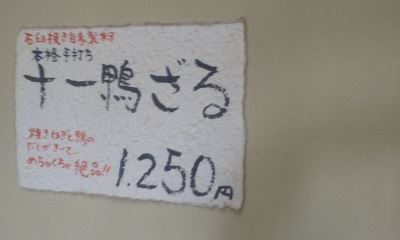 石臼挽き自家製粉
本格手打ち
十一鴨ざる
焼きねぎと鴨の
だしがきいて
めちゃくちゃ絶品!!
1.250円